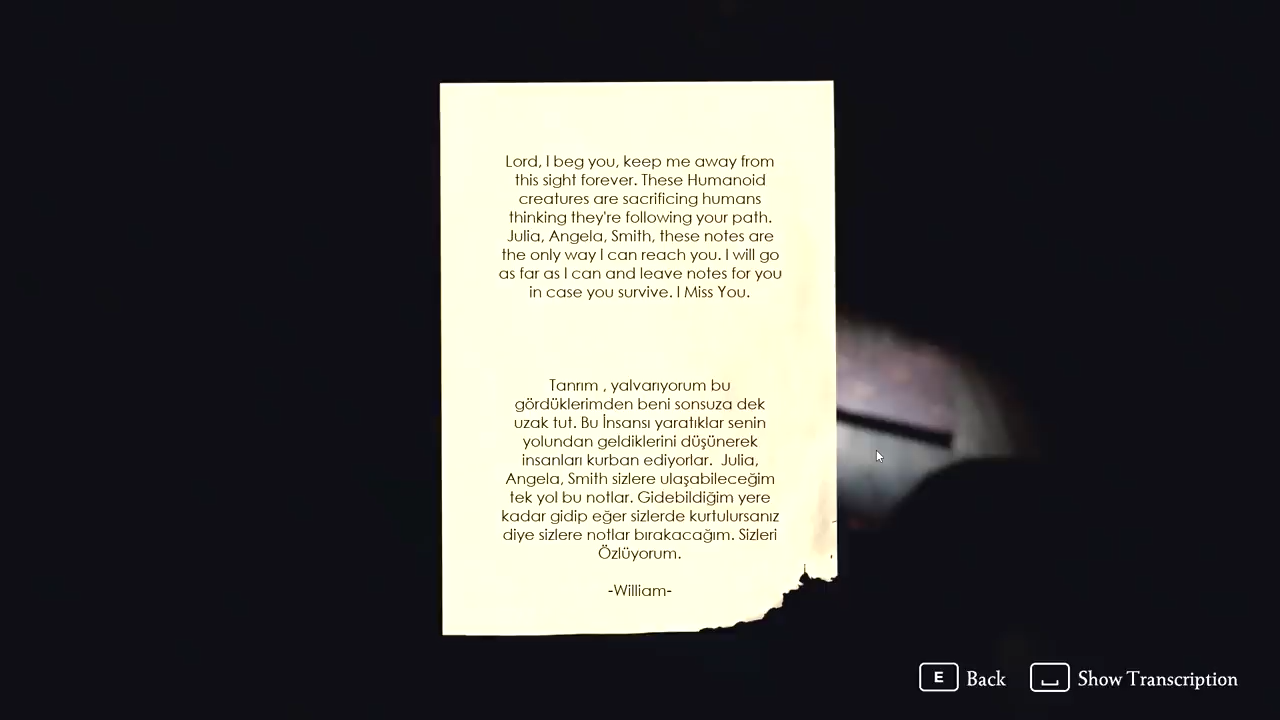 Lord, I beg you, keep me away from
this sight forever. These Humanoid
creatures are sacrificing humans
thinking they're following your path.
Julia, Angela, Smith, these notes are
the only way I can reach you. I will go
as far as I can and leave notes for you
in case you survive. I Miss You.
Tanrım , yalvarıyorum bu
gördüklerimden beni sonsuza dek
uzak tut. Bu İnsansı yaratıklar senin
yolundan geldiklerini düşünerek
insanları kurban ediyorlar.  Julia,
Angela, Smith sizlere ulaşabileceğim
tek yol bu notlar. Gidebildiğim yere
kadar gidip eğer sizlerde kurtulursanız
diye sizlere notlar bırakacağım. Sizleri
Özlüyorum.
-William-
E Back Show Transcription